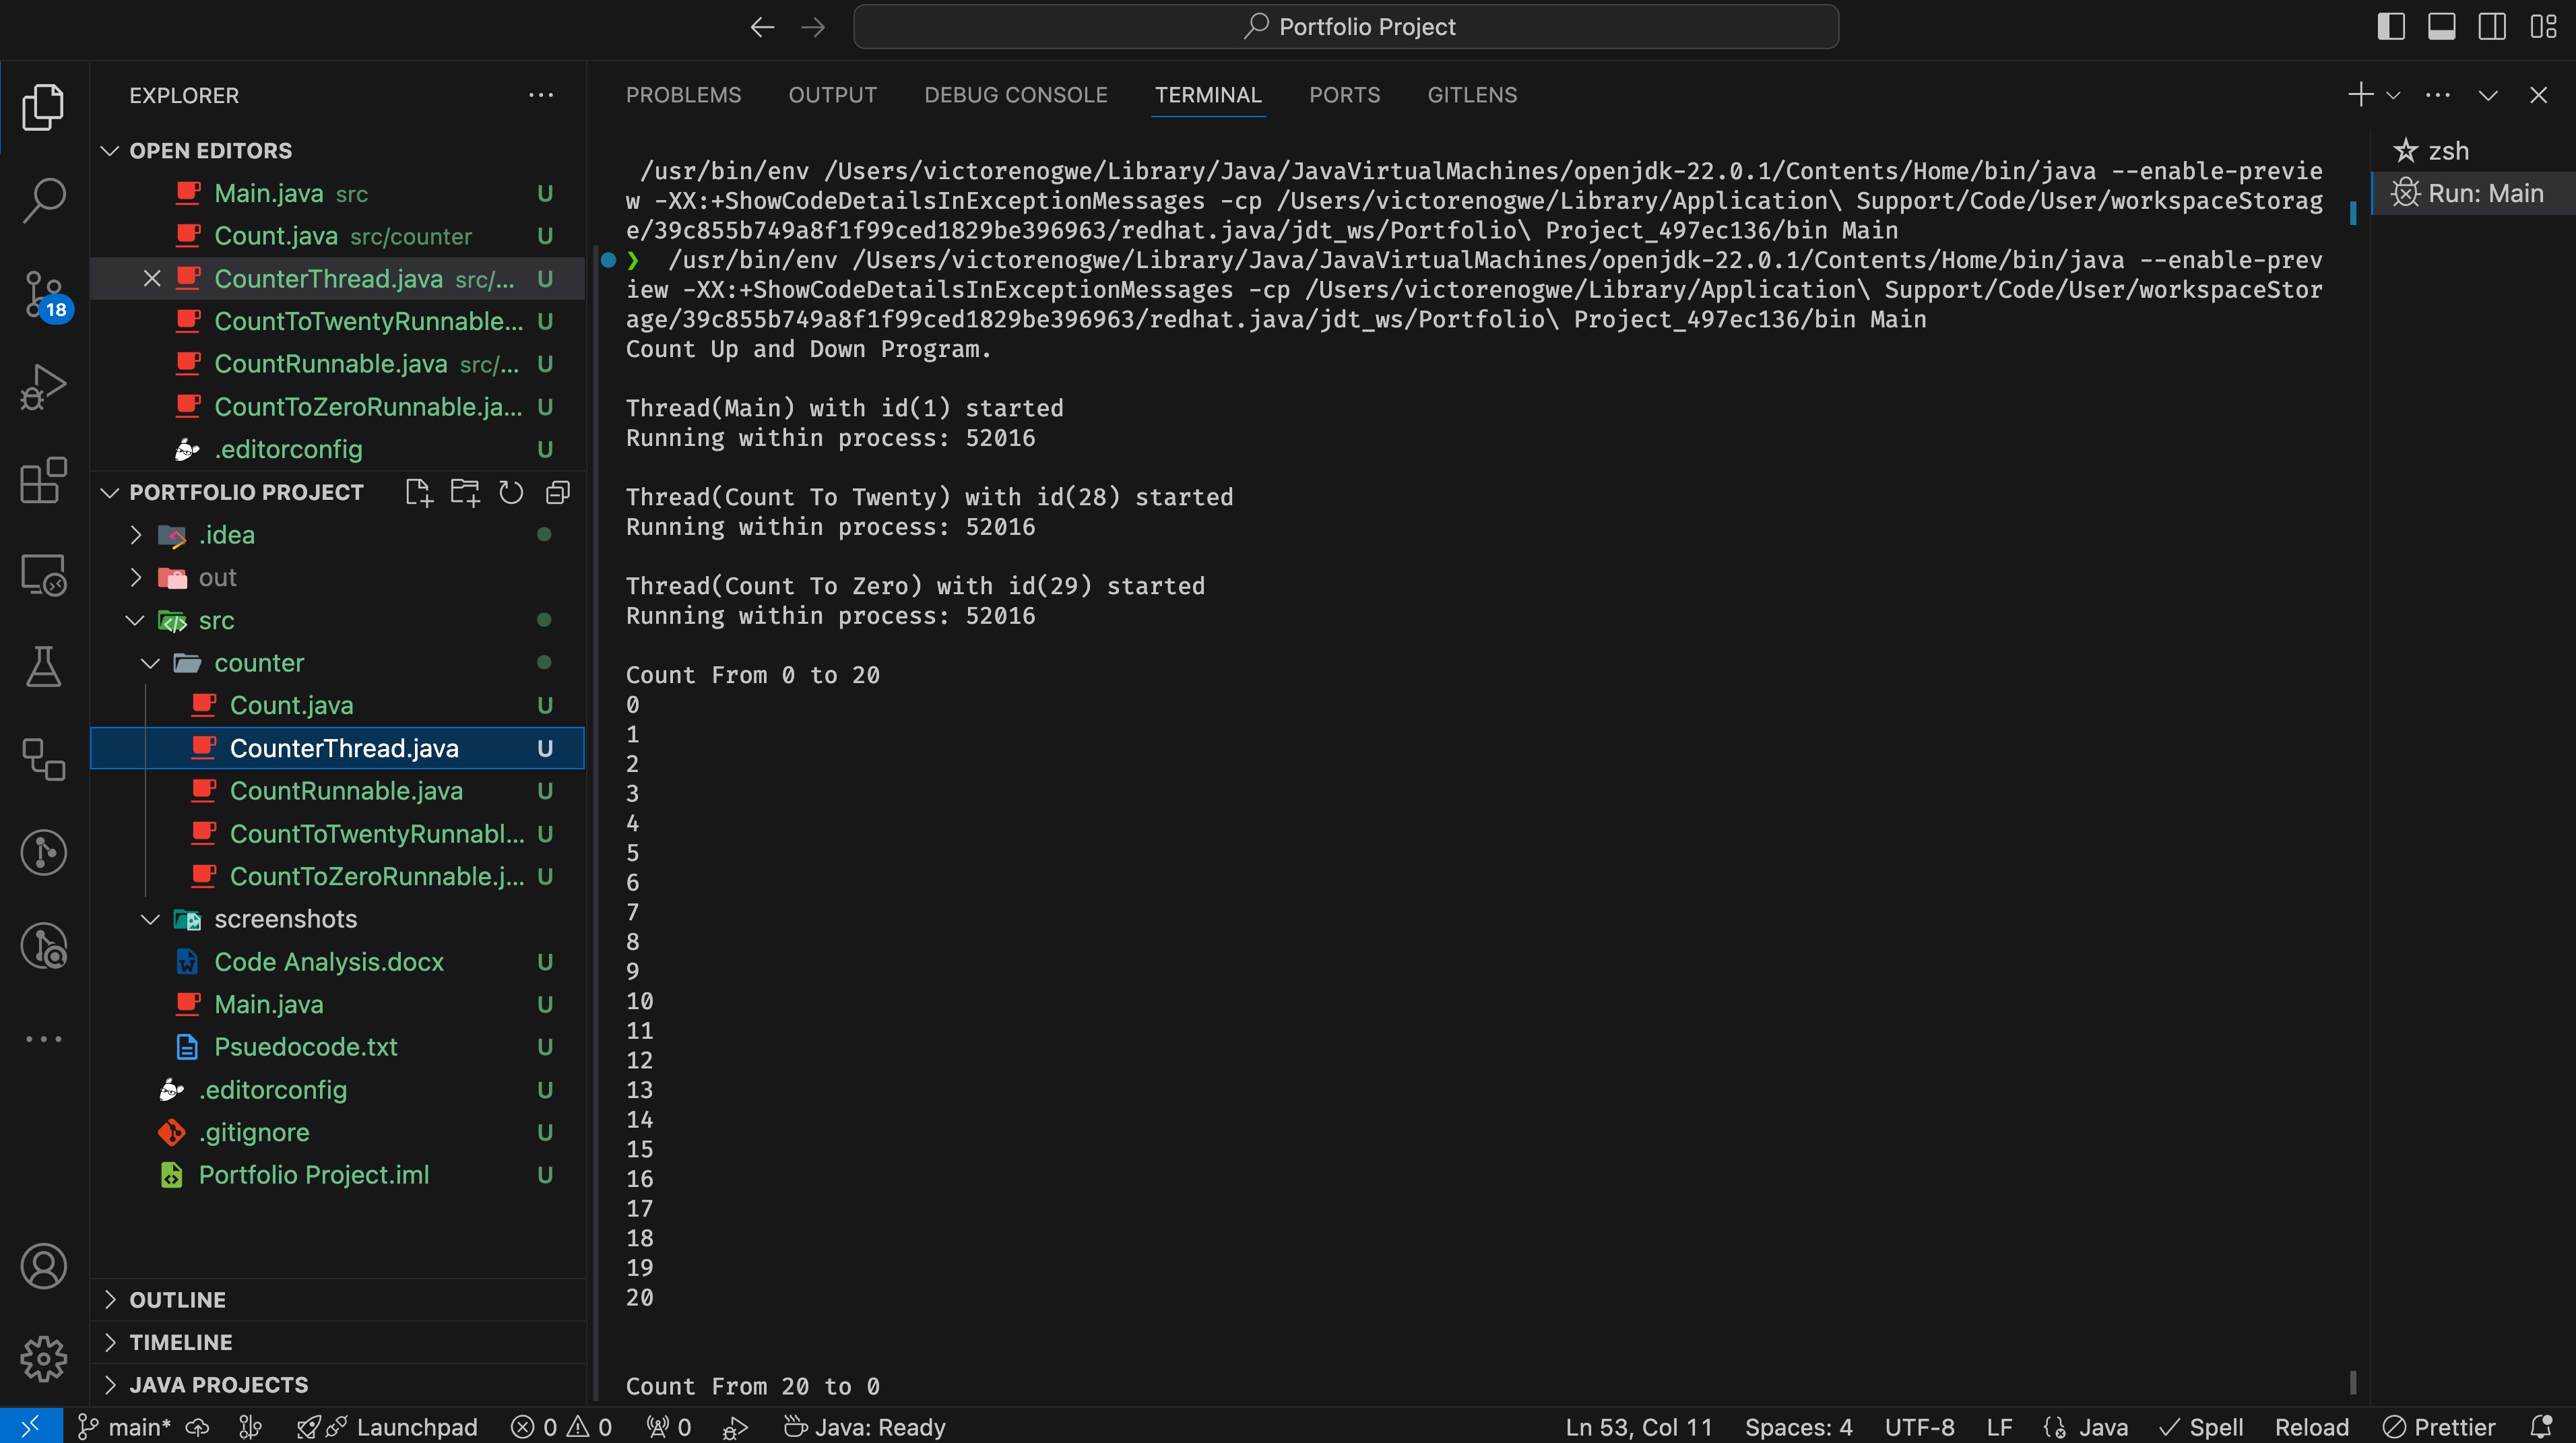 Portfolio Project
EXPLORER
OPEN EDITORS
Main.java src U
Count.java src/counter U
CounterThread.java src/... U
CountToTwentyRunnable... U
CountRunnable.java src/... U
CountToZeroRunnable.ja... U
.editorconfig U
PORTFOLIO PROJECT
.idea
out
src
counter
Count.java U
CounterThread.java U
CountRunnable.java U
CountToTwentyRunnabl... U
CountToZeroRunnable.j... U
screenshots
Code Analysis.docx U
Main.java U
Psuedocode.txt U
.editorconfig U
.gitignore U
Portfolio Project.iml U
OUTLINE
TIMELINE
JAVA PROJECTS
18
PROBLEMS OUTPUT DEBUG CONSOLE TERMINAL PORTS GITLENS
/usr/bin/env /Users/victorenogwe/Library/Java/JavaVirtualMachines/openjdk-22.0.1/Contents/Home/bin/java --enable-previe
w -XX:+ShowCodeDetailsInExceptionMessages -cp /Users/victorenogwe/Library/Application\ Support/Code/User/workspaceStorag
e/39c855b749a8f1f99ced1829be396963/redhat.java/jdt_ws/Portfolio\ Project_497ec136/bin Main
❯ /usr/bin/env /Users/victorenogwe/Library/Java/JavaVirtualMachines/openjdk-22.0.1/Contents/Home/bin/java --enable-prev
iew -XX:+ShowCodeDetailsInExceptionMessages -cp /Users/victorenogwe/Library/Application\ Support/Code/User/workspaceStor
age/39c855b749a8f1f99ced1829be396963/redhat.java/jdt_ws/Portfolio\ Project_497ec136/bin Main
Count Up and Down Program.
Thread(Main) with id(1) started
Running within process: 52016
Thread(Count To Twenty) with id(28) started
Running within process: 52016
Thread(Count To Zero) with id(29) started
Running within process: 52016
Count From 0 to 20
0
1
2
3
4
5
6
7
8
9
10
11
12
13
14
15
16
17
18
19
20
Count From 20 to 0
zsh
Run: Main
main* Launchpad 0 0 0 Java: Ready Ln 53, Col 11 Spaces: 4 UTF-8 LF Java Spell Reload Prettier